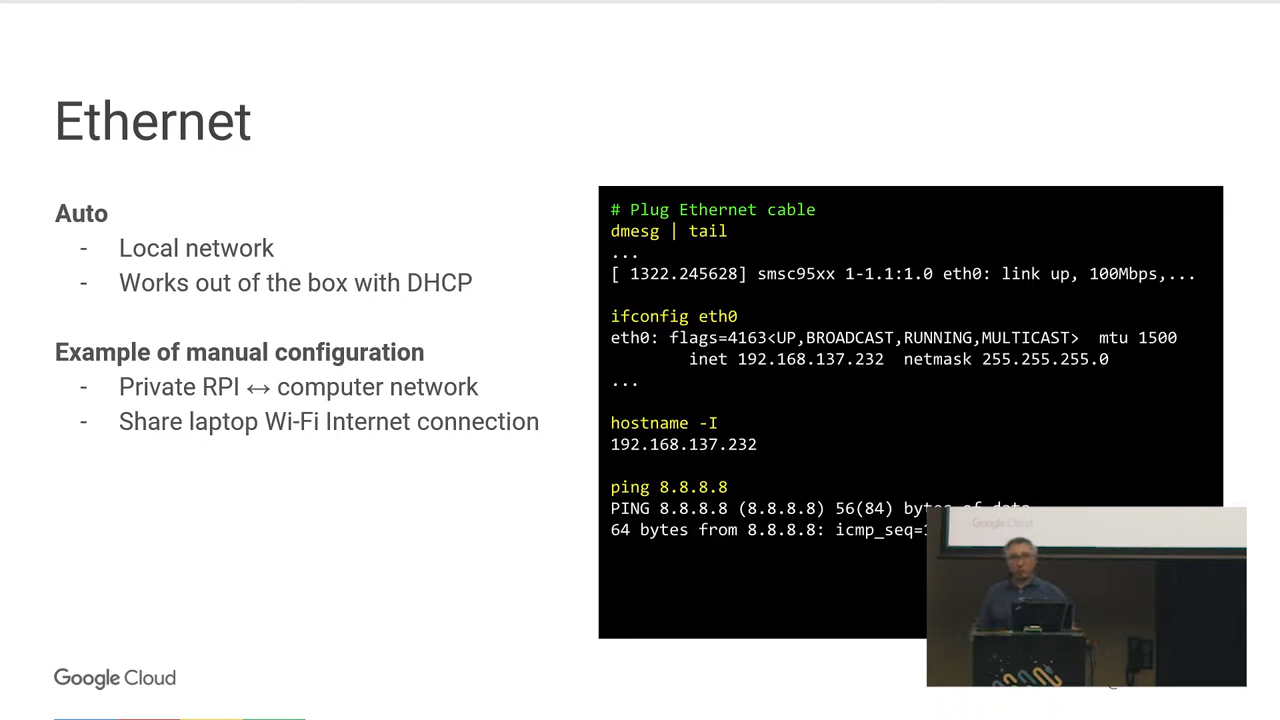 Ethernet
Auto
- Local network
- Works out of the box with DHCP
Example of manual configuration
- Private RPI ↔ computer network
- Share laptop Wi-Fi Internet connection
# Plug Ethernet cable
dmesg | tail
...
[ 1322.245628] smsc95xx 1-1.1:1.0 eth0: link up, 100Mbps,...
ifconfig eth0
eth0: flags=4163<UP,BROADCAST,RUNNING,MULTICAST>  mtu 1500
inet 192.168.137.232  netmask 255.255.255.0
...
hostname -I
192.168.137.232
ping 8.8.8.8
PING 8.8.8.8 (8.8.8.8) 56(84) bytes of data
64 bytes from 8.8.8.8: icmp_seq=
Google Cloud
Google Cloud